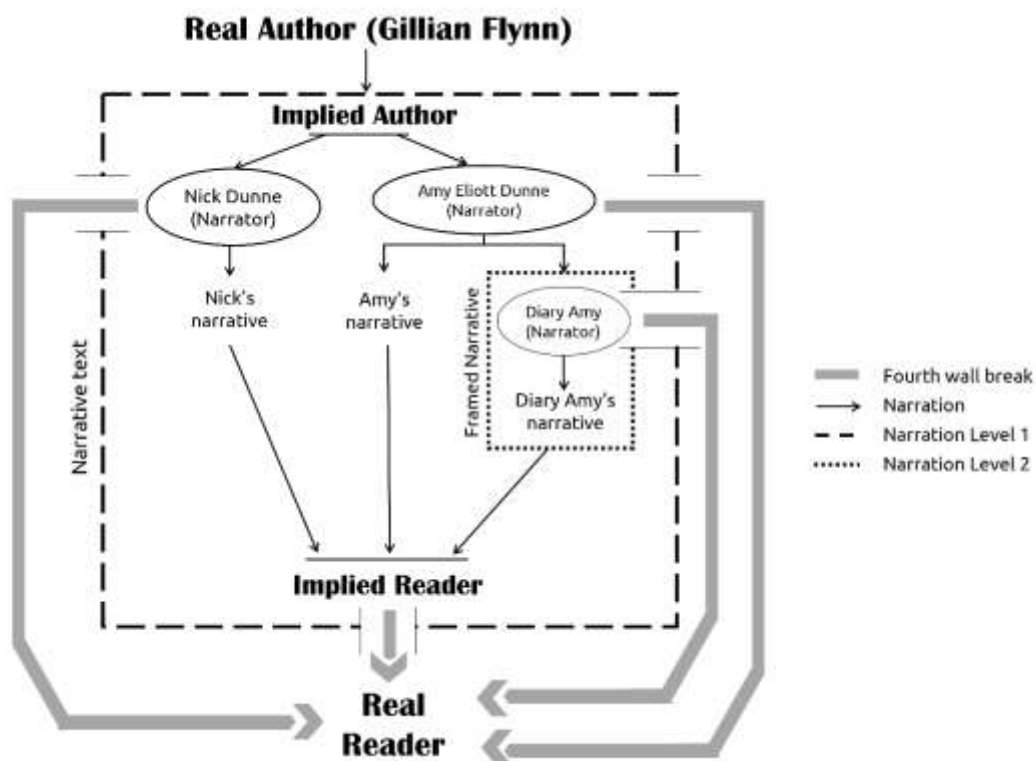 Real Author (Gillian Flynn)
Implied Author
Nick Dunne
(Narrator)
Amy Eliott Dunne
(Narrator)
Nick's
narrative
Amy's
narrative
Framed Narrative
Diary Amy
(Narrator)
Diary Amy's
narrative
Narrative text
Implied Reader
Real
Reader
Fourth wall break
Narration
Narration Level 1
Narration Level 2